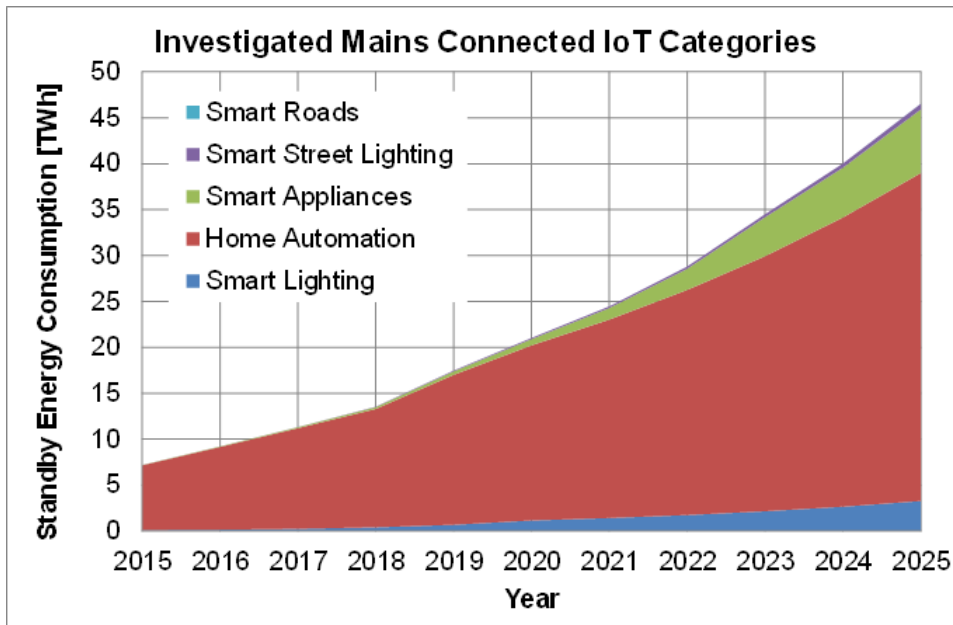 Investigated Mains Connected IoT Categories
Standby Energy Consumption [TWh]
50
45
40
35
30
25
20
15
10
5
0
Smart Roads
Smart Street Lighting
Smart Appliances
Home Automation
Smart Lighting
2015 2016 2017 2018 2019 2020 2021 2022 2023 2024 2025
Year